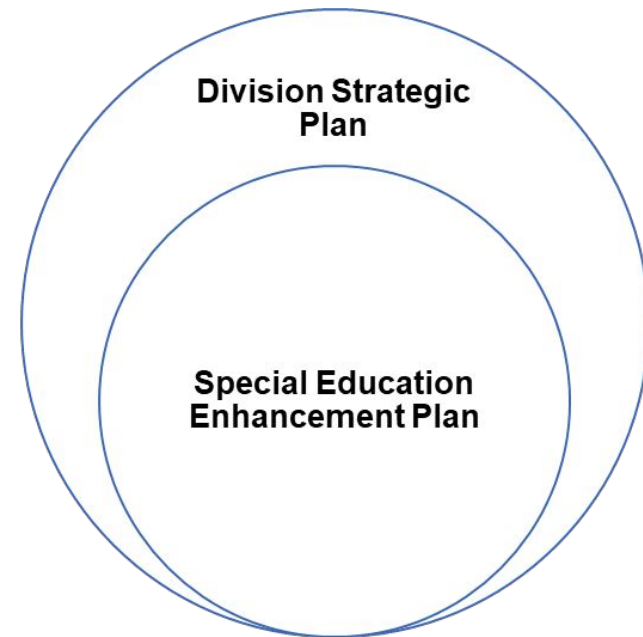 Division Strategic
Plan
Special Education
Enhancement Plan